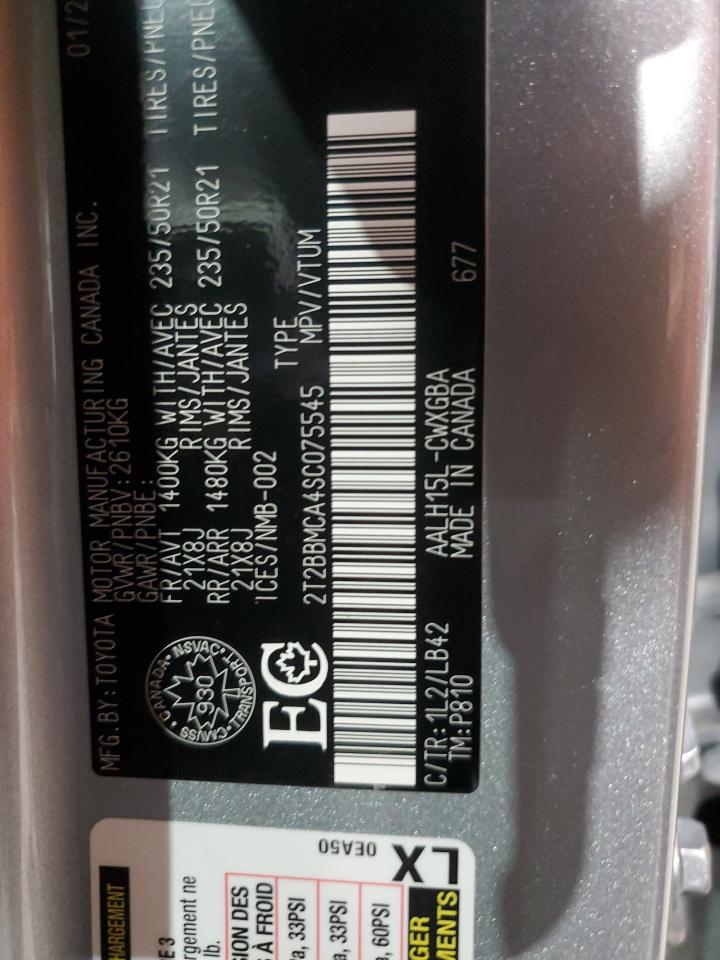 MFG. BY: TOYOTA MOTOR MANUFACTURING CANADA INC. 01/2
GVWR/PNBV: 2610KG
GAWR/PNBE:
FR/AVT 1400KG WITH/AVEC 235/50R21 TIRES/PNEU
21X8J RIMS/JANTES
RR/ARR 1480KG WITH/AVEC 235/50R21 TIRES/PNEU
21X8J RIMS/JANTES
ICES/NMB-002
TYPE
2T2BBMCA4SC075545 MPV/VTUM
CANADA · NSVAC · TRANSPORT · CMVSS
930
EC
C/TR: 1L2/LB42 AALH15L-CWXGBA
TM: P810 MADE IN CANADA 677
HARGEMENT
E 3
rgement ne
lb.
SION DES
S À FROID
a, 33PSI
a, 33PSI
a, 60PSI
GER
MENTS
0EA50
LX